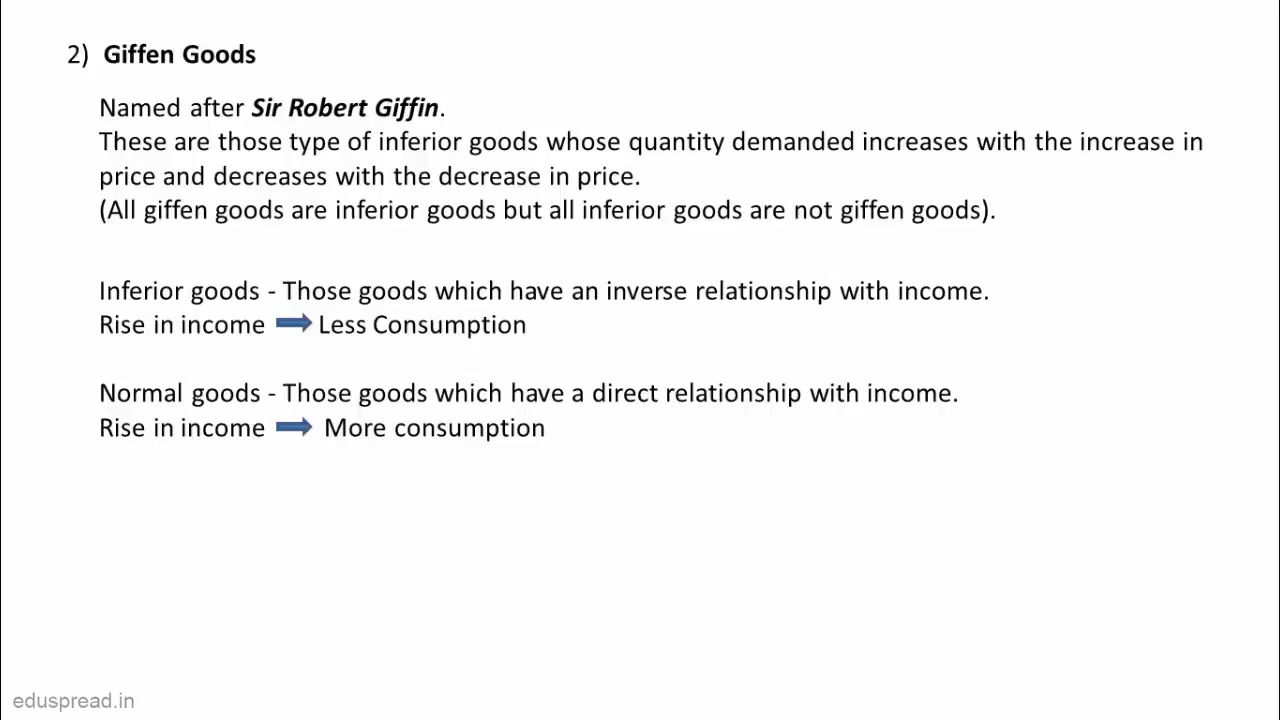 2) Giffen Goods
Named after Sir Robert Giffin.
These are those type of inferior goods whose quantity demanded increases with the increase in
price and decreases with the decrease in price.
(All giffen goods are inferior goods but all inferior goods are not giffen goods).
Inferior goods - Those goods which have an inverse relationship with income.
Rise in income Less Consumption
Normal goods - Those goods which have a direct relationship with income.
Rise in income More consumption
eduspread.in